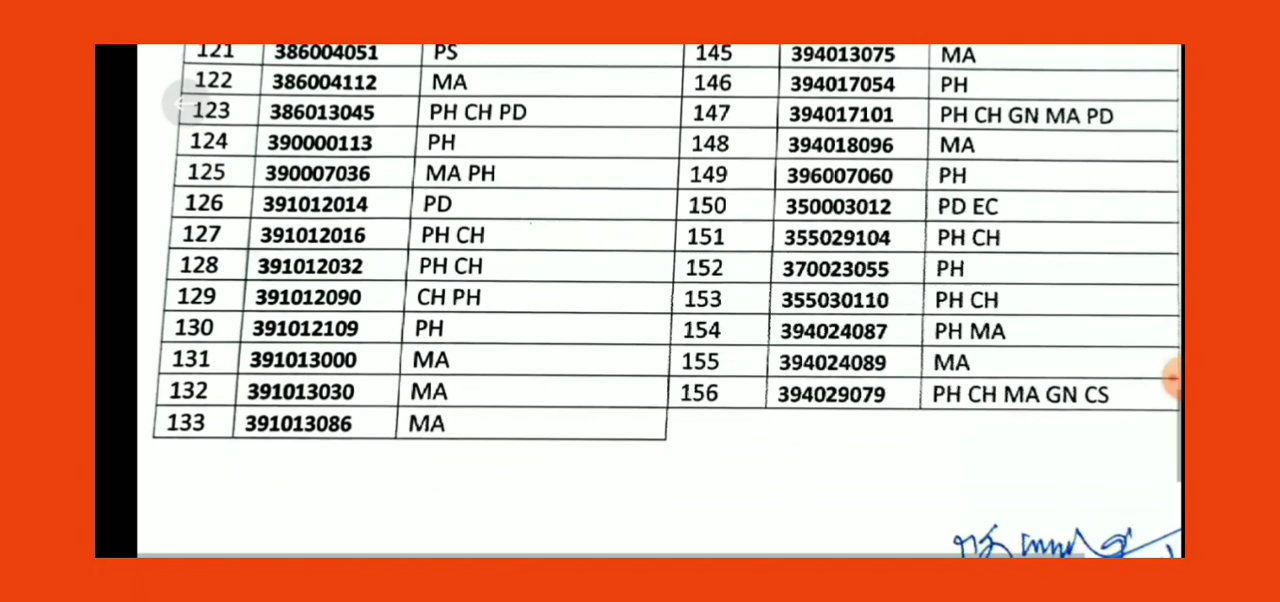 121 386004051 PS 145 394013075 MA
122 386004112 MA 146 394017054 PH
123 386013045 PH CH PD 147 394017101 PH CH GN MA PD
124 390000113 PH 148 394018096 MA
125 390007036 MA PH 149 396007060 PH
126 391012014 PD 150 350003012 PD EC
127 391012016 PH CH 151 355029104 PH CH
128 391012032 PH CH 152 370023055 PH
129 391012090 CH PH 153 355030110 PH CH
130 391012109 PH 154 394024087 PH MA
131 391013000 MA 155 394024089 MA
132 391013030 MA 156 394029079 PH CH MA GN CS
133 391013086 MA